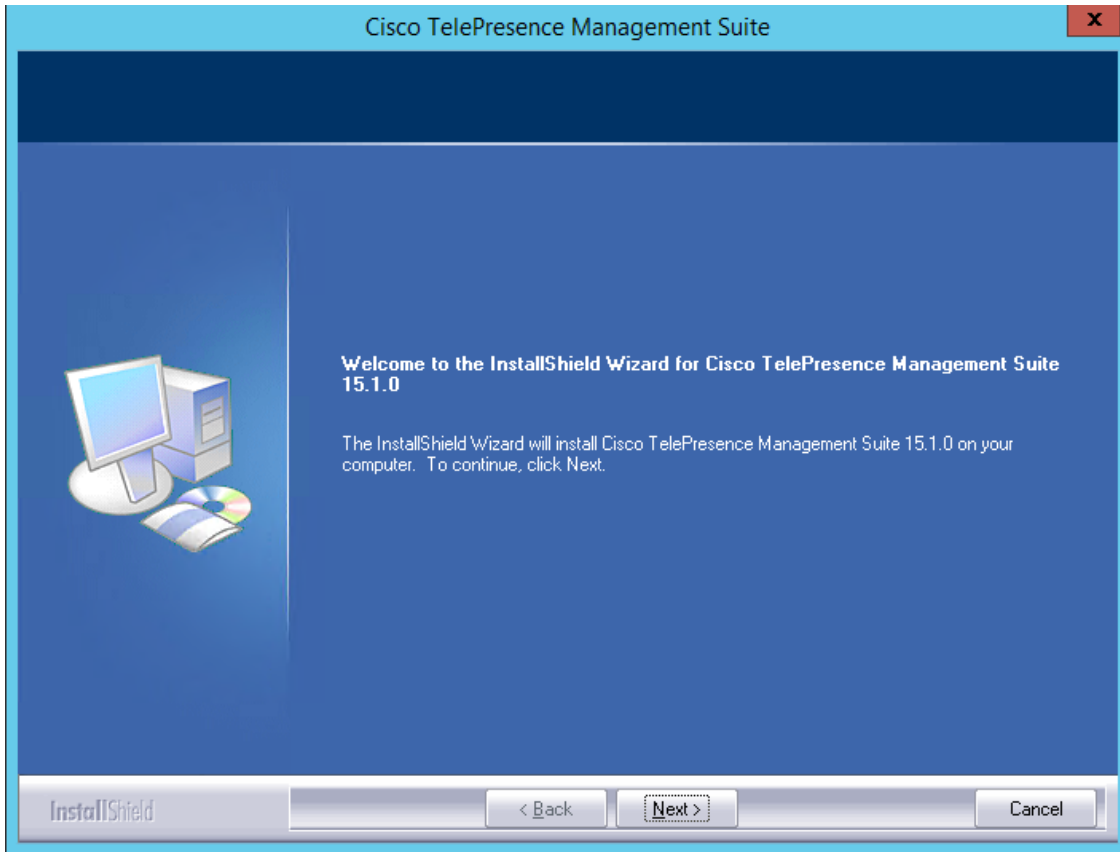 Cisco TelePresence Management Suite
x
Welcome to the InstallShield Wizard for Cisco TelePresence Management Suite
15.1.0
The InstallShield Wizard will install Cisco TelePresence Management Suite 15.1.0 on your
computer. To continue, click Next.
InstallShield
< Back
Next >
Cancel